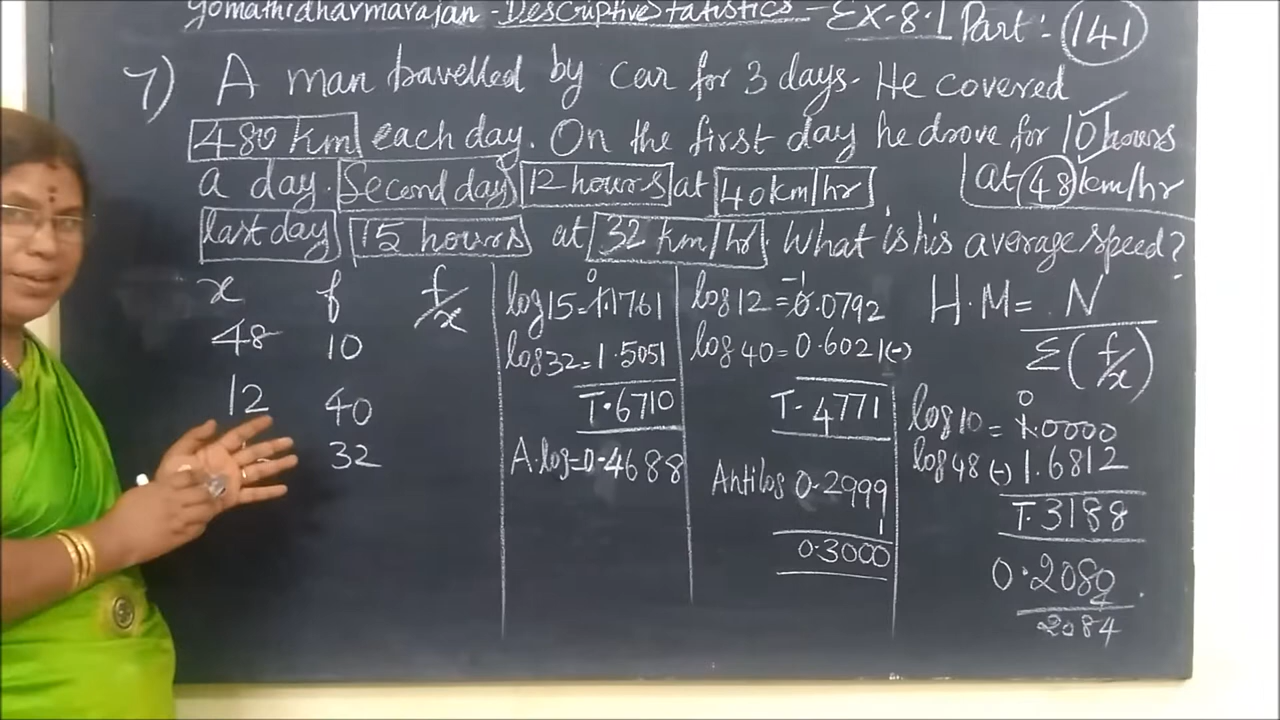 Gomathidharmarajan - Descriptive Statistics - EX-8.1 Part: 141
7) A man travelled by car for 3 days. He covered
480 km each day. On the first day he drove for 10 hours
a day. Second day 12 hours at 40km/hr at 48 km/hr
last day 15 hours at 32 km/hr. What is his average speed?
x f f/x
48 10
12 40
32
log 15 = 1.1761
0
log 32 = 1.5051
T.6710
A.log = 0.4688
-1
log 12 = 0.0792
log 40 = 0.6021(-)
T.4771
Antilog 0.2999
1
0.3000
H.M = N
Σ(f/x)
0
log 10 = 1.0000
log 48 (-) 1.6812
T.3188
0.2080
4
2084